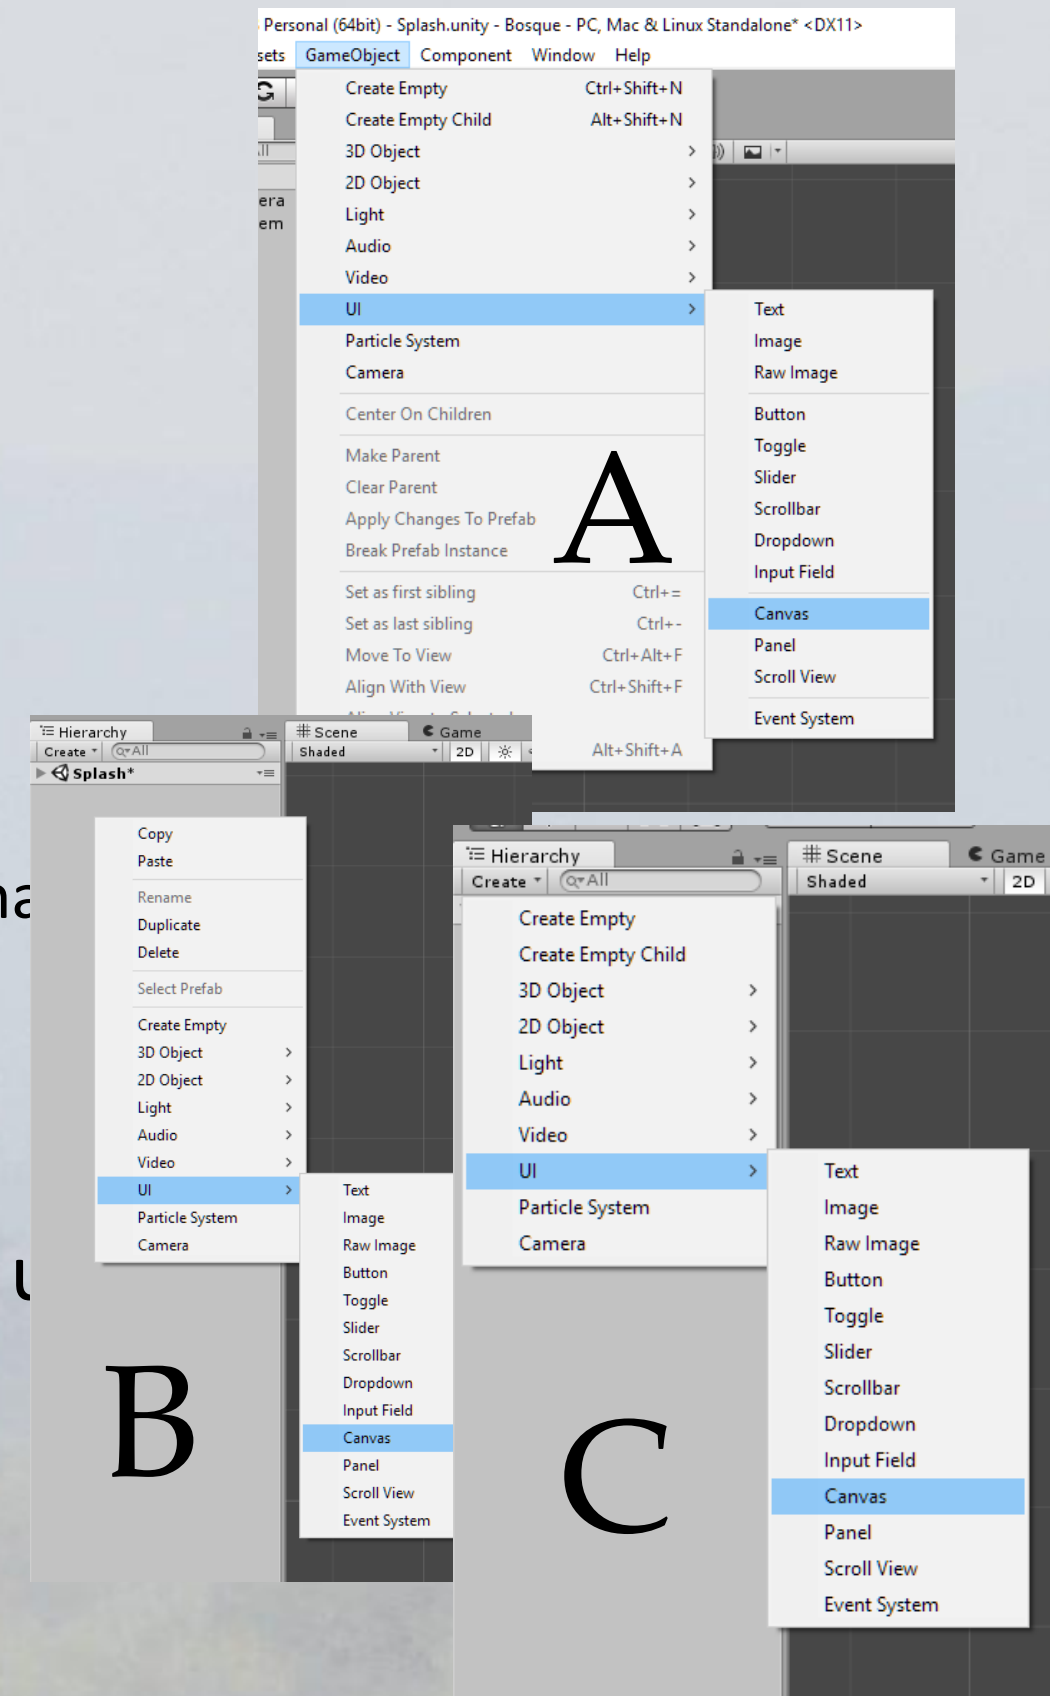 Personal (64bit) - Splash.unity - Bosque - PC, Mac & Linux Standalone* <DX11>
sets GameObject Component Window Help
Create Empty Ctrl+Shift+N
Create Empty Child Alt+Shift+N
3D Object
2D Object
Light
Audio
Video
UI
Particle System
Camera
Center On Children
Make Parent
Clear Parent
Apply Changes To Prefab
Break Prefab Instance
Set as first sibling Ctrl+=
Set as last sibling Ctrl+-
Move To View Ctrl+Alt+F
Align With View Ctrl+Shift+F
Alt+Shift+A
era
em
Text
Image
Raw Image
Button
Toggle
Slider
Scrollbar
Dropdown
Input Field
Canvas
Panel
Scroll View
Event System
A
Hierarchy
Create All
Splash*
Scene Game
Shaded 2D
Copy
Paste
Rename
Duplicate
Delete
Select Prefab
Create Empty
3D Object
2D Object
Light
Audio
Video
UI
Particle System
Camera
Text
Image
Raw Image
Button
Toggle
Slider
Scrollbar
Dropdown
Input Field
Canvas
Panel
Scroll View
Event System
B
Hierarchy
Create All
Scene Game
Shaded 2D
Create Empty
Create Empty Child
3D Object
2D Object
Light
Audio
Video
UI
Particle System
Camera
Text
Image
Raw Image
Button
Toggle
Slider
Scrollbar
Dropdown
Input Field
Canvas
Panel
Scroll View
Event System
C